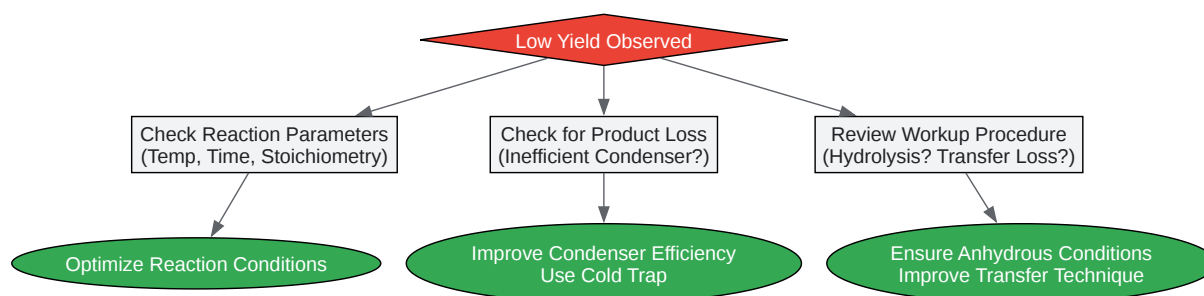 Low Yield Observed
Check Reaction Parameters
(Temp, Time, Stoichiometry)
Check for Product Loss
(Inefficient Condenser?)
Review Workup Procedure
(Hydrolysis? Transfer Loss?)
Optimize Reaction Conditions
Improve Condenser Efficiency
Use Cold Trap
Ensure Anhydrous Conditions
Improve Transfer Technique